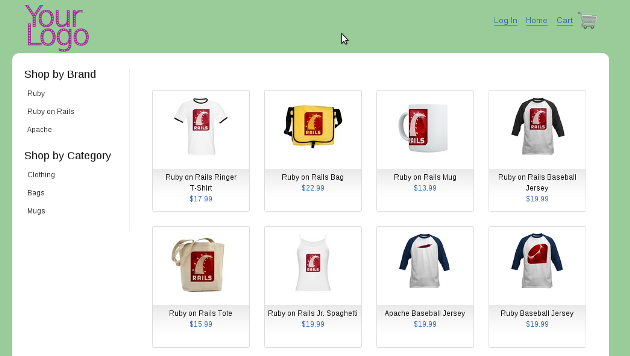 Your
Logo
Log In Home Cart
Shop by Brand
Ruby
Ruby on Rails
Apache
Shop by Category
Clothing
Bags
Mugs
RAILS
Ruby on Rails Ringer
T-Shirt
$17.99
RAILS
Ruby on Rails Bag
$22.99
RAILS
Ruby on Rails Mug
$13.99
RAILS
Ruby on Rails Baseball
Jersey
$19.99
RAILS
Ruby on Rails Tote
$15.99
RAILS
Ruby on Rails Jr. Spaghetti
$19.99
Apache Baseball Jersey
$19.99
Ruby Baseball Jersey
$19.99